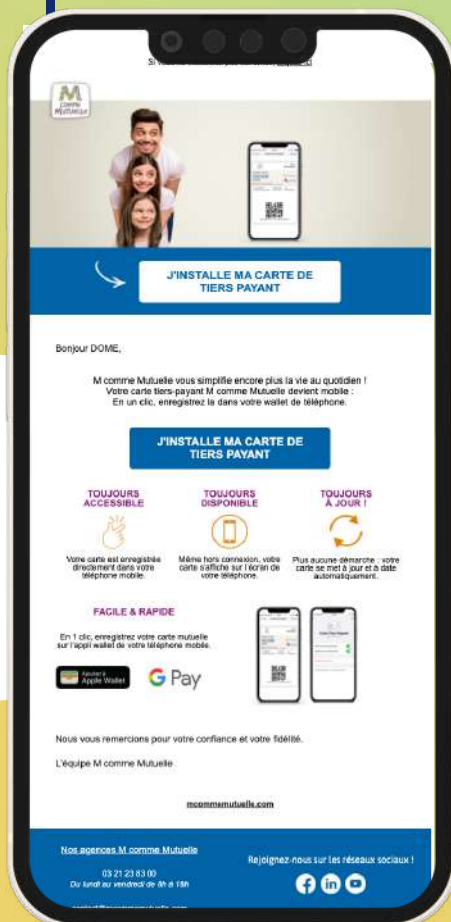 M
COMME
MUTUELLE
J'INSTALLE MA CARTE DE
TIERS PAYANT
Bonjour DOME,
M comme Mutuelle vous simplifie encore plus la vie au quotidien !
Votre carte tiers-payant M comme Mutuelle devient mobile :
En un clic, enregistrez la dans votre wallet de téléphone.
J'INSTALLE MA CARTE DE
TIERS PAYANT
TOUJOURS
ACCESSIBLE
Votre carte est enregistrée
directement dans votre
téléphone mobile.
TOUJOURS
DISPONIBLE
Même hors connexion, votre
carte s'affiche sur l'écran de
votre téléphone.
TOUJOURS
À JOUR !
Plus aucune démarche : votre
carte se met à jour et à date
automatiquement.
FACILE & RAPIDE
En 1 clic, enregistrez votre carte mutuelle
sur l'appli wallet de votre téléphone mobile.
Ajouter à
Apple Wallet
G Pay
Nous vous remercions pour votre confiance et votre fidélité.
L'équipe M comme Mutuelle
mcommemutuelle.com
Nos agences M comme Mutuelle
03 21 23 83 00
Du lundi au vendredi de 8h à 18h
Rejoignez-nous sur les réseaux sociaux !